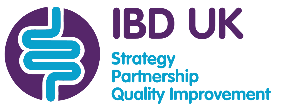 IBD UK
Strategy
Partnership
Quality Improvement